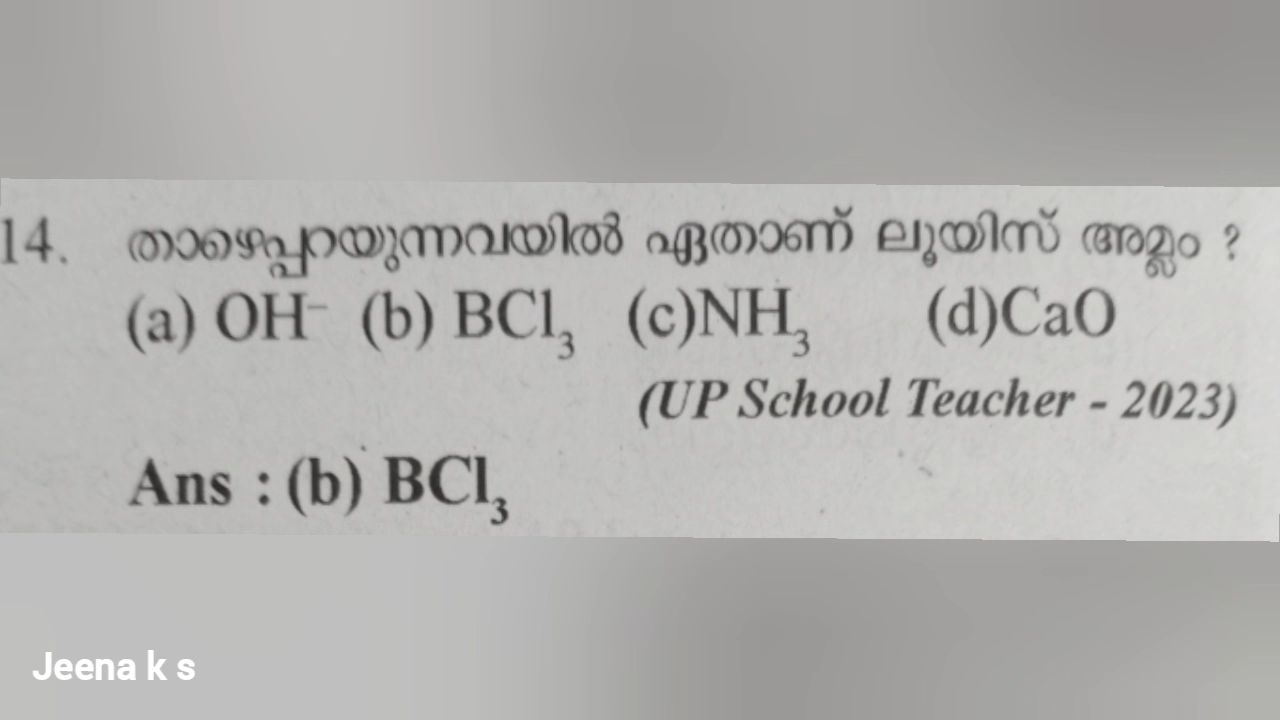 14. താഴെപ്പറയുന്നവയിൽ ഏതാണ് ലൂയിസ് അമ്ലം ?
(a) OH⁻ (b) BCl₃ (c)NH₃ (d)CaO
(UP School Teacher - 2023)
Ans : (b) BCl₃
Jeena k s